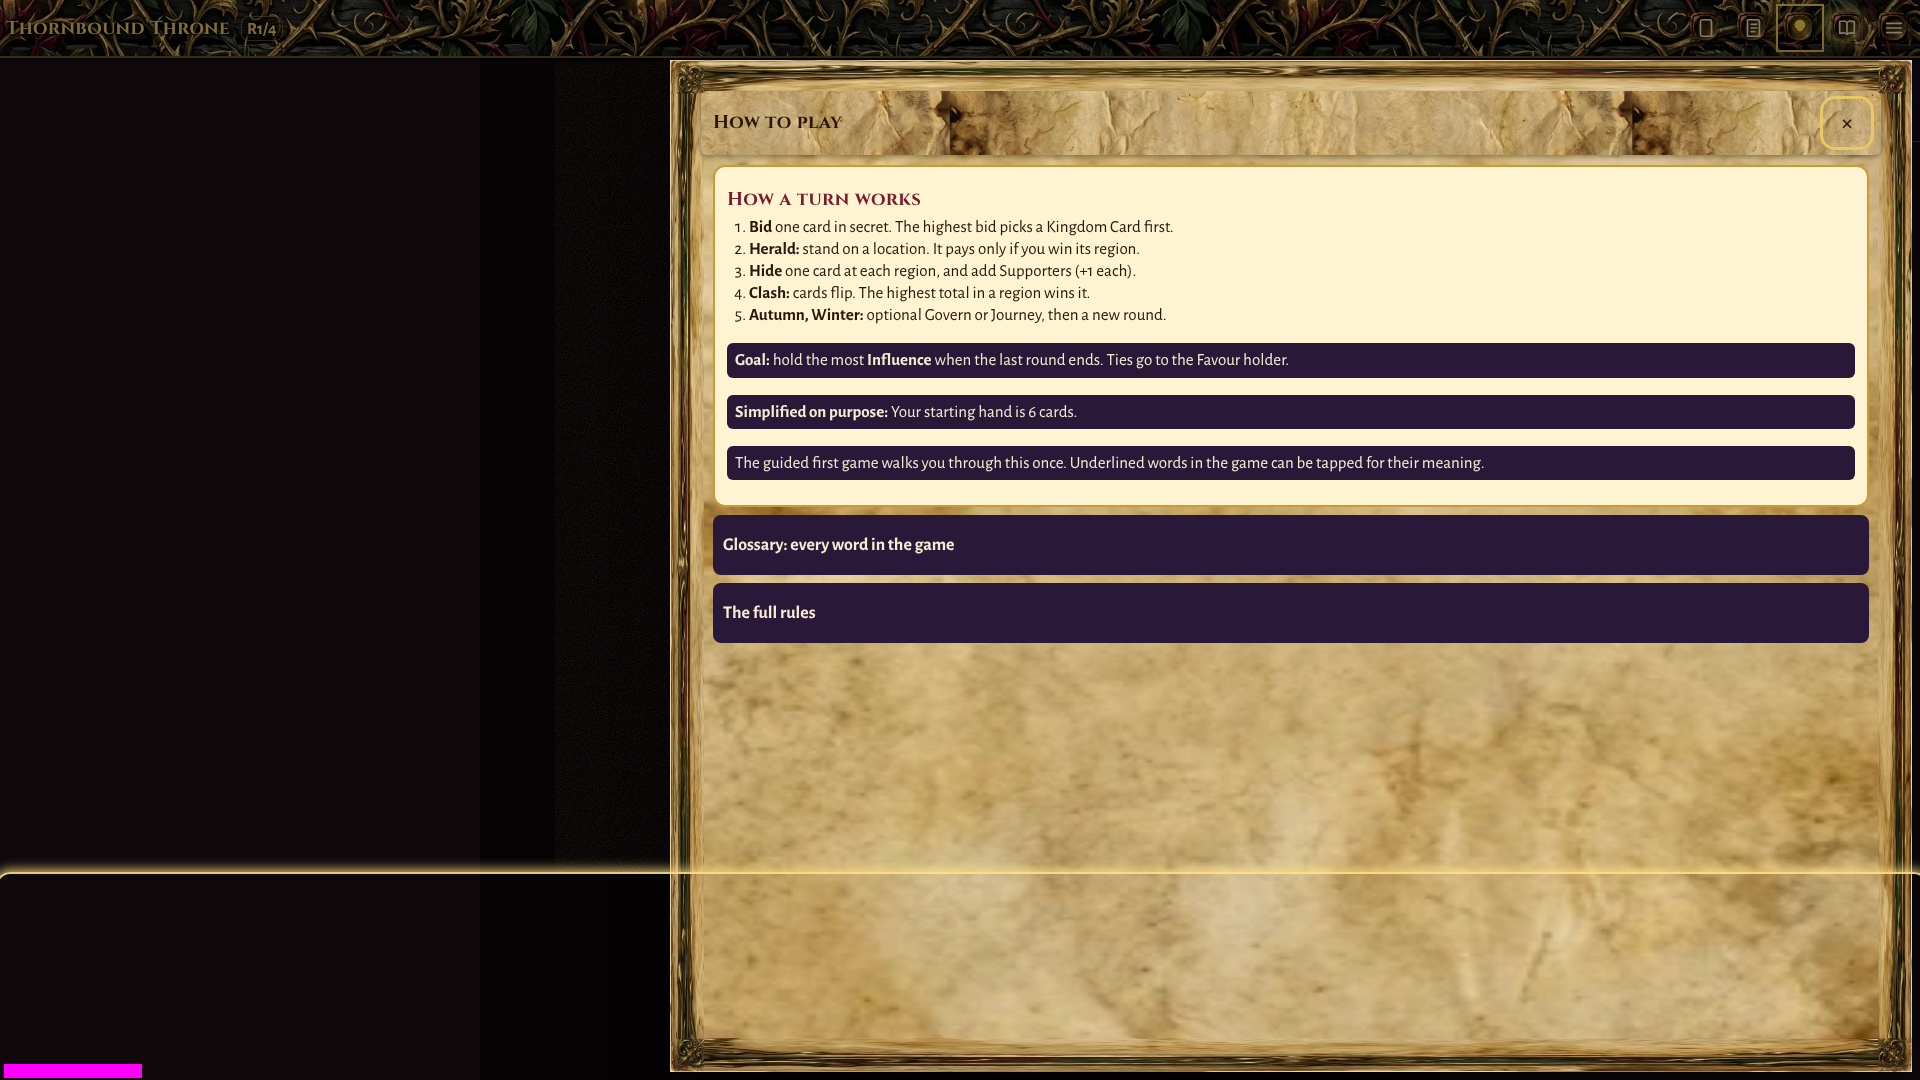 Thornbound Throne R1/4
How to play
×
How a turn works
1. Bid one card in secret. The highest bid picks a Kingdom Card first.
2. Herald: stand on a location. It pays only if you win its region.
3. Hide one card at each region, and add Supporters (+1 each).
4. Clash: cards flip. The highest total in a region wins it.
5. Autumn, Winter: optional Govern or Journey, then a new round.
Goal: hold the most Influence when the last round ends. Ties go to the Favour holder.
Simplified on purpose: Your starting hand is 6 cards.
The guided first game walks you through this once. Underlined words in the game can be tapped for their meaning.
Glossary: every word in the game
The full rules